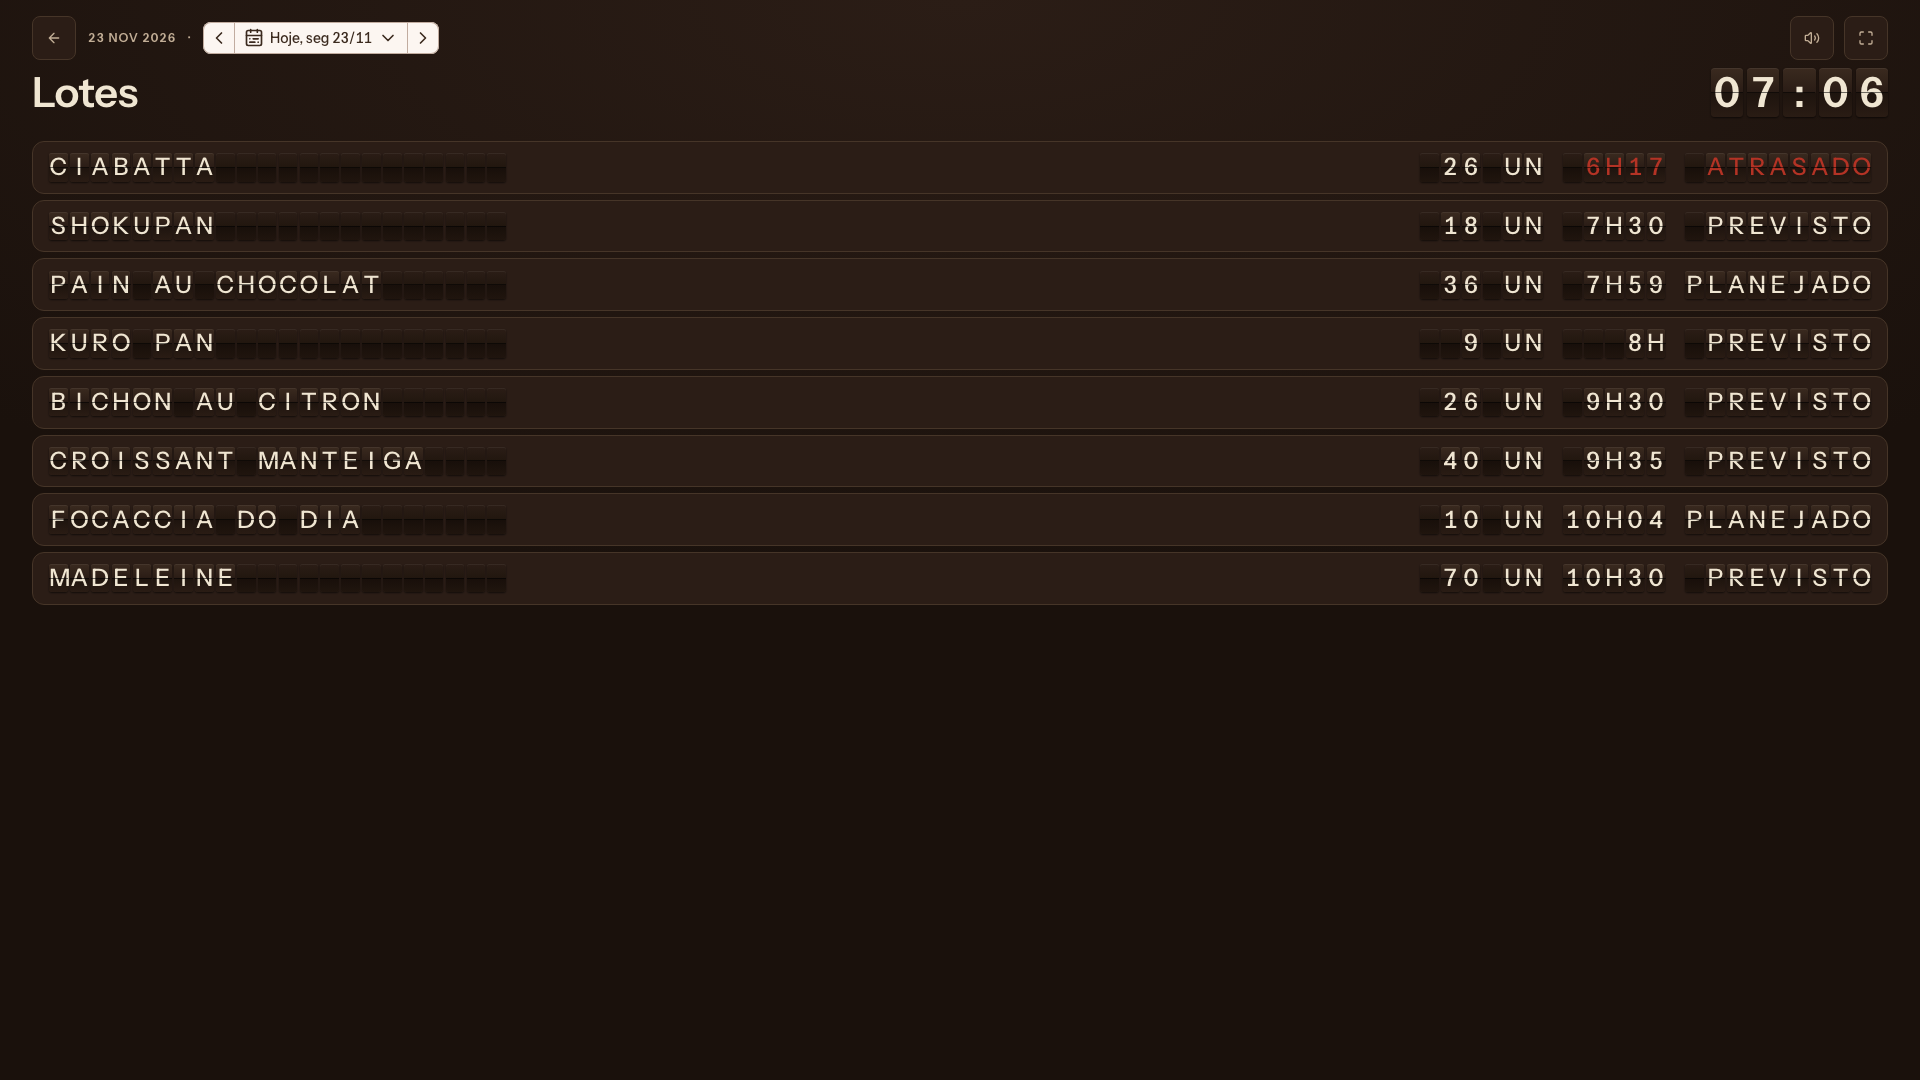 23 NOV 2026 · Hoje, seg 23/11
Lotes 07:06
CIABATTA 26 UN 6H17 ATRASADO
SHOKUPAN 18 UN 7H30 PREVISTO
PAIN AU CHOCOLAT 36 UN 7H59 PLANEJADO
KURO PAN 9 UN 8H PREVISTO
BICHON AU CITRON 26 UN 9H30 PREVISTO
CROISSANT MANTEIGA 40 UN 9H35 PREVISTO
FOCACCIA DO DIA 10 UN 10H04 PLANEJADO
MADELEINE 70 UN 10H30 PREVISTO